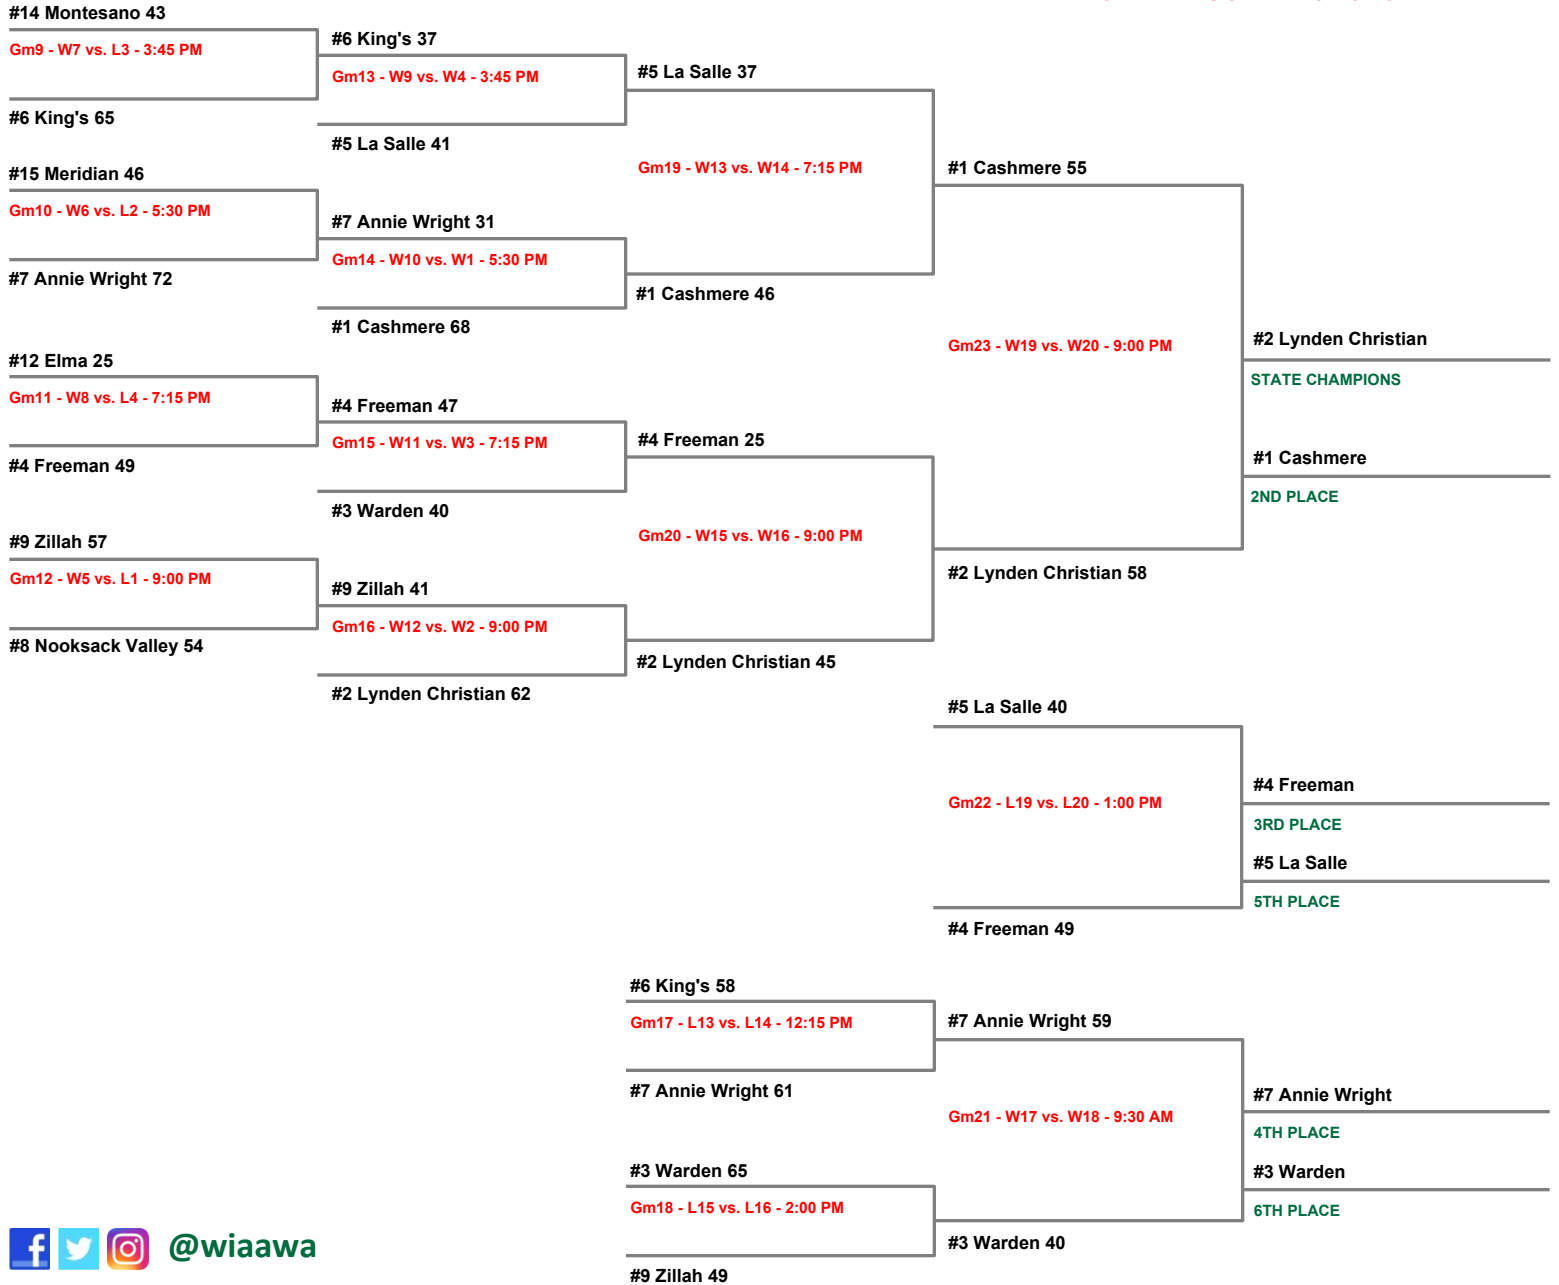 #14 Montesano 43
Gm9 - W7 vs. L3 - 3:45 PM
#6 King's 65
#15 Meridian 46
Gm10 - W6 vs. L2 - 5:30 PM
#7 Annie Wright 72
#12 Elma 25
Gm11 - W8 vs. L4 - 7:15 PM
#4 Freeman 49
#9 Zillah 57
Gm12 - W5 vs. L1 - 9:00 PM
#8 Nooksack Valley 54
#6 King's 37
Gm13 - W9 vs. W4 - 3:45 PM
#5 La Salle 41
#7 Annie Wright 31
Gm14 - W10 vs. W1 - 5:30 PM
#1 Cashmere 68
#4 Freeman 47
Gm15 - W11 vs. W3 - 7:15 PM
#3 Warden 40
#9 Zillah 41
Gm16 - W12 vs. W2 - 9:00 PM
#2 Lynden Christian 62
#5 La Salle 37
Gm19 - W13 vs. W14 - 7:15 PM
#1 Cashmere 46
#4 Freeman 25
Gm20 - W15 vs. W16 - 9:00 PM
#2 Lynden Christian 45
#1 Cashmere 55
Gm23 - W19 vs. W20 - 9:00 PM
#2 Lynden Christian 58
#2 Lynden Christian
STATE CHAMPIONS
#1 Cashmere
2ND PLACE
#5 La Salle 40
Gm22 - L19 vs. L20 - 1:00 PM
#4 Freeman 49
#4 Freeman
3RD PLACE
#5 La Salle
5TH PLACE
#6 King's 58
Gm17 - L13 vs. L14 - 12:15 PM
#7 Annie Wright 61
#3 Warden 65
Gm18 - L15 vs. L16 - 2:00 PM
#9 Zillah 49
#7 Annie Wright 59
Gm21 - W17 vs. W18 - 9:30 AM
#3 Warden 40
#7 Annie Wright
4TH PLACE
#3 Warden
6TH PLACE
@wiaawa